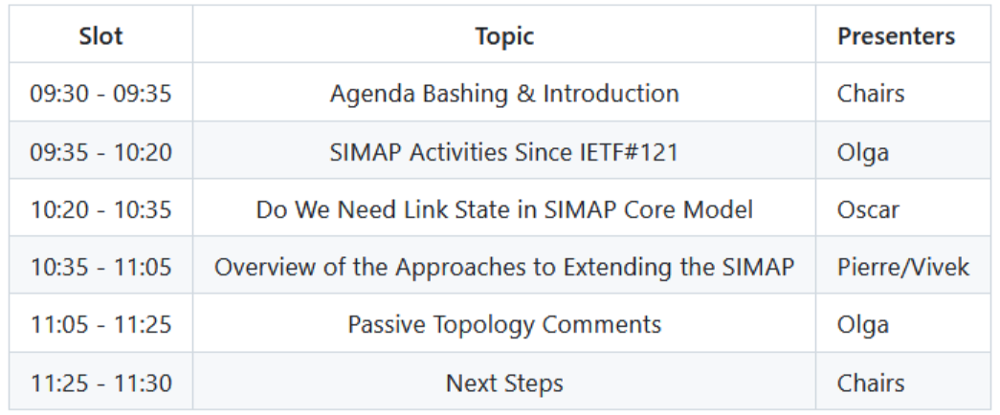 Slot Topic Presenters
09:30 - 09:35 Agenda Bashing & Introduction Chairs
09:35 - 10:20 SIMAP Activities Since IETF#121 Olga
10:20 - 10:35 Do We Need Link State in SIMAP Core Model Oscar
10:35 - 11:05 Overview of the Approaches to Extending the SIMAP Pierre/Vivek
11:05 - 11:25 Passive Topology Comments Olga
11:25 - 11:30 Next Steps Chairs